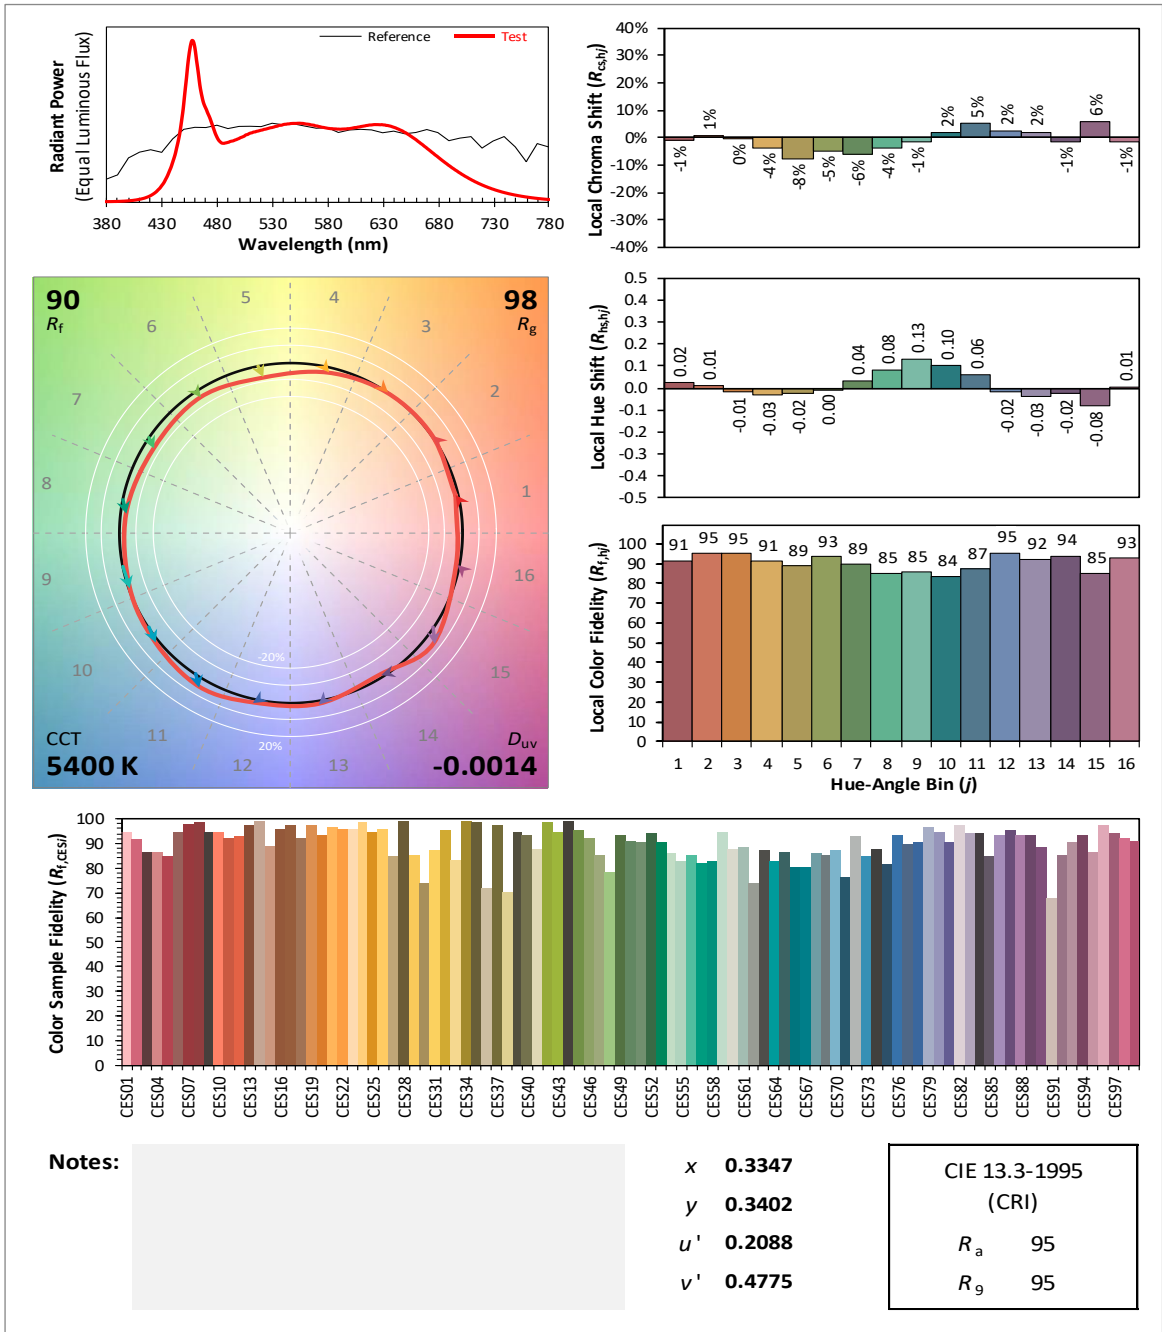 Radiant Power
(Equal Luminous Flux)
Reference
Test
380 430 480 530 580 630 680 730 780
Wavelength (nm)
Local Chroma Shift (Rcs,hj)
40%
30%
20%
10%
0%
-10%
-20%
-30%
-40%
-1% 1% 0% -4% -8% -5% -6% -4% -1% 2% 5% 2% 2% -1% 6% -1%
90
Rf
98
Rg
1
2
3
4
5
6
7
8
9
10
11
12
13
14
15
16
-20%
20%
CCT
5400 K
Duv
-0.0014
Local Hue Shift (Rhs,hj)
0.5
0.4
0.3
0.2
0.1
0.0
-0.1
-0.2
-0.3
-0.4
-0.5
0.02 0.01 -0.01 -0.03 -0.02 0.00 0.04 0.08 0.13 0.10 0.06 -0.02 -0.03 -0.02 -0.08 0.01
Local Color Fidelity (Rf,hj)
100
90
80
70
60
50
40
30
20
10
0
91 95 95 91 89 93 89 85 85 84 87 95 92 94 85 93
1 2 3 4 5 6 7 8 9 10 11 12 13 14 15 16
Hue-Angle Bin (j)
Color Sample Fidelity (Rf,CESi)
100
90
80
70
60
50
40
30
20
10
0
CES01 CES04 CES07 CES10 CES13 CES16 CES19 CES22 CES25 CES28 CES31 CES34 CES37 CES40 CES43 CES46 CES49 CES52 CES55 CES58 CES61 CES64 CES67 CES70 CES73 CES76 CES79 CES82 CES85 CES88 CES91 CES94 CES97
Notes:
x 0.3347
y 0.3402
u' 0.2088
v' 0.4775
CIE 13.3-1995
(CRI)
Ra 95
R9 95